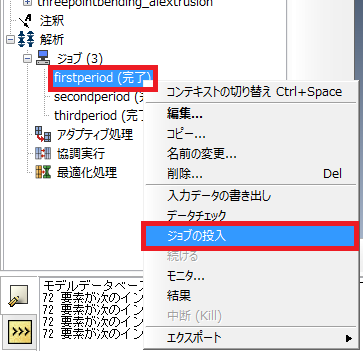 threepointbending_alextrusion
注釈
解析
ジョブ (3)
firstperiod (完了)
secondperiod (完
thirdperiod (完了
アダプティブ処理
協調実行
最適化処理
コンテキストの切り替え Ctrl+Space
編集...
コピー...
名前の変更...
削除... Del
入力データの書き出し
データチェック
ジョブの投入
続ける
モニタ...
結果
中断 (Kill)
エクスポート
モデルデータベース
72 要素が次のイン
72 要素が次のイン
72 要素が次のイン
72 要素が次のイン
>>>